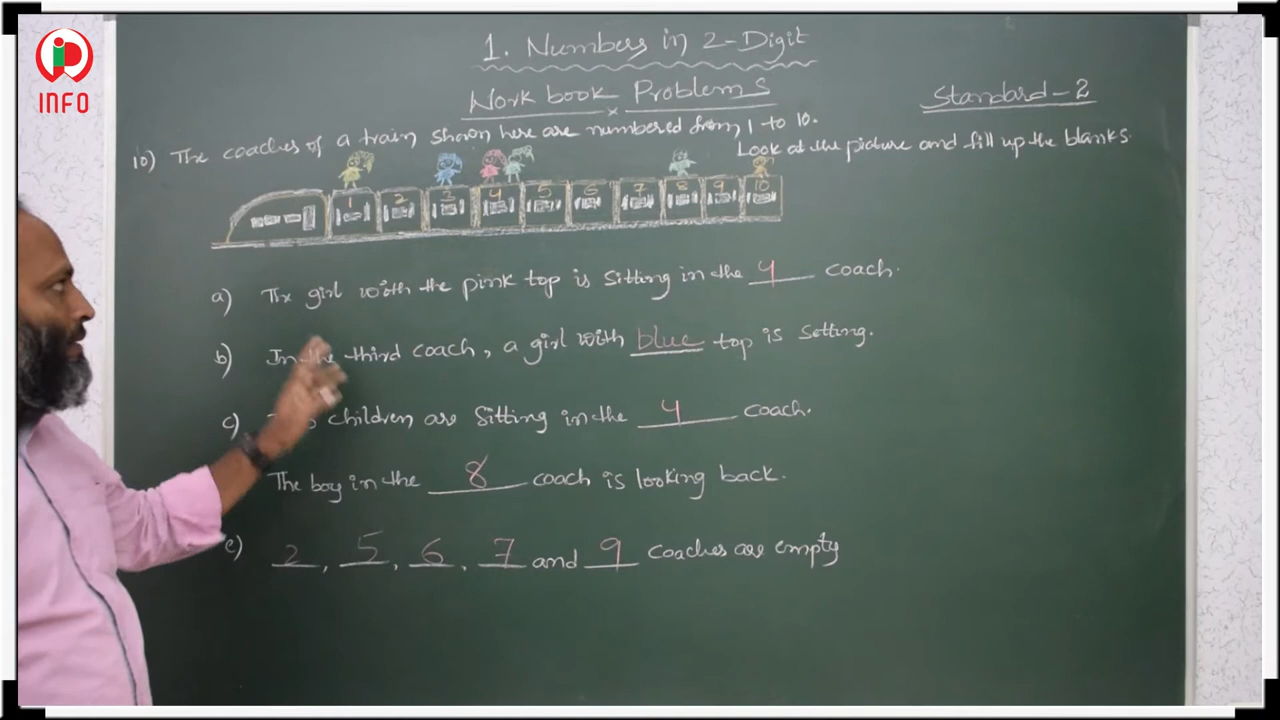 INFO
1. Numbers in 2-Digit
Work book Problems
Standard-2
10) The coaches of a train shown here are numbered from 1 to 10.
Look at the picture and fill up the blanks.
1 2 3 4 5 6 7 8 9 10
a) The girl with the pink top is sitting in the 4 coach.
b) In the third coach, a girl with blue top is setting.
c) children are sitting in the 4 coach.
The boy in the 8 coach is looking back.
e) 2, 5, 6, 7 and 9 coaches are empty